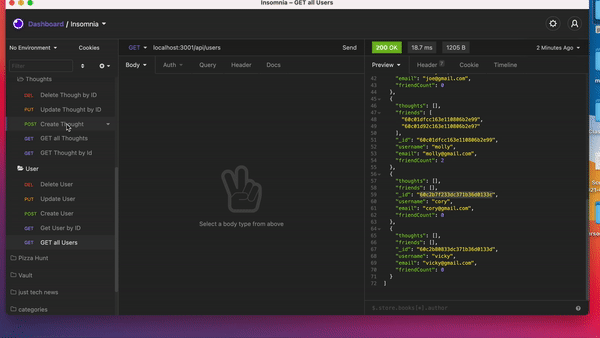 Insomnia – GET all Users
Dashboard / Insomnia
No Environment
Cookies
GET localhost:3001/api/users
Send
200 OK
18.7 ms
1205 B
2 Minutes Ago
Filter
Body
Auth
Query
Header
Docs
Preview
Header
Cookie
Timeline
Thoughts
DEL Delete Though by ID
PUT Update Thought by ID
POST Create Thought
GET GET all Thoughts
GET GET Thought by Id
User
DEL Delete User
PUT Update User
POST Create User
GET Get User by ID
GET GET all Users
Pizza Hunt
Vault
just tech news
categories
Select a body type from above
42 "email": "joe@gmail.com",
43 "friendCount": 0
44 },
45 {
46 "thoughts": [],
47 "friends": [
48 "60c01dfcc163e110806b2e99",
49 "60c01d92c163e110806b2e97"
50 ],
51 "_id": "60c01dfcc163e110806b2e99",
52 "username": "molly",
53 "email": "molly@gmail.com",
54 "friendCount": 2
55 },
56 {
57 "thoughts": [],
58 "friends": [],
59 "_id": "60c2b7f233dc371b36d0133c",
60 "username": "cory",
61 "email": "cory@gmail.com",
62 "friendCount": 0
63 },
64 {
65 "thoughts": [],
66 "friends": [],
67 "_id": "60c2b80833dc371b36d0133d",
68 "username": "vicky",
69 "email": "vicky@gmail.com",
70 "friendCount": 0
71 }
72 ]
$.store.books[*].author